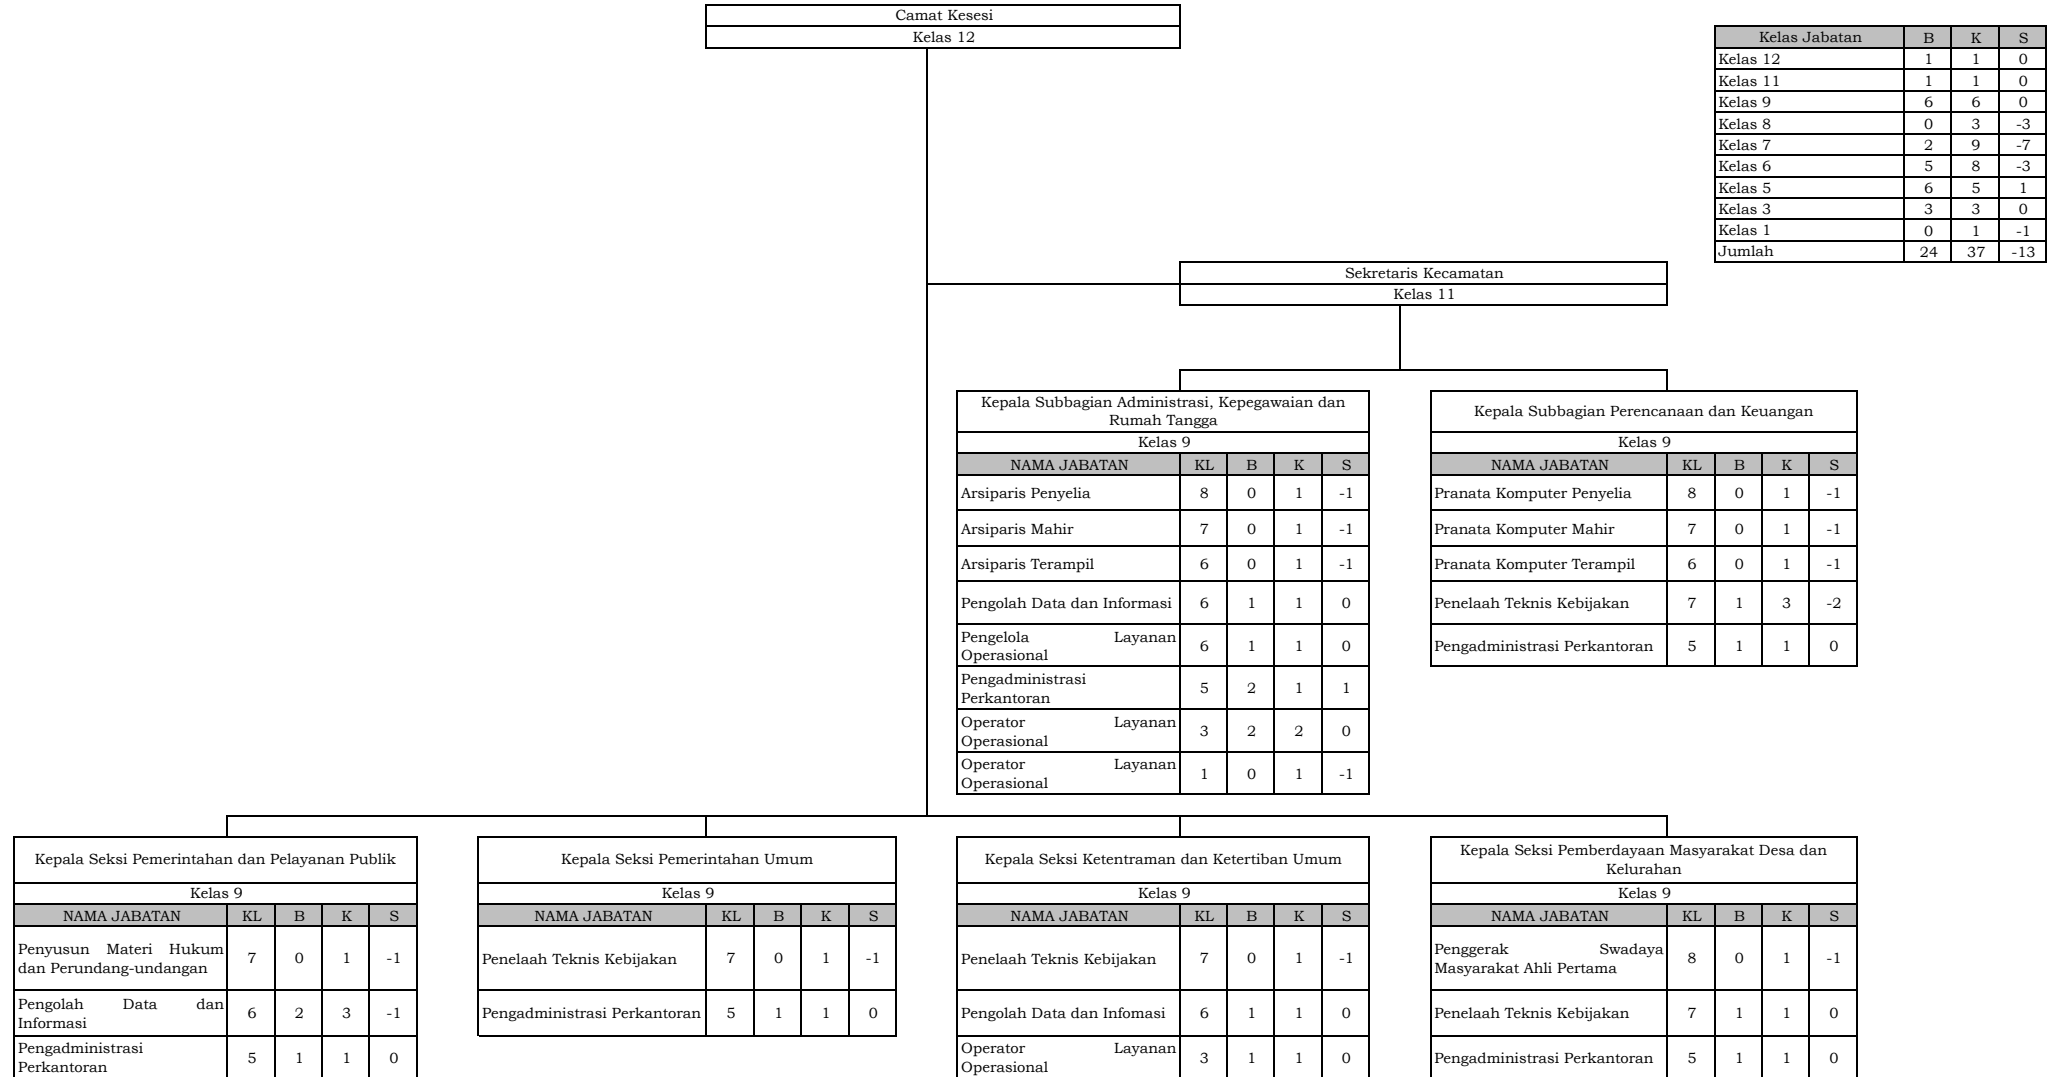 Camat Kesesi
Kelas 12
Kelas Jabatan B K S
Kelas 12 1 1 0
Kelas 11 1 1 0
Kelas 9 6 6 0
Kelas 8 0 3 -3
Kelas 7 2 9 -7
Kelas 6 5 8 -3
Kelas 5 6 5 1
Kelas 3 3 3 0
Kelas 1 0 1 -1
Jumlah 24 37 -13
Sekretaris Kecamatan
Kelas 11
Kepala Subbagian Administrasi, Kepegawaian dan
Rumah Tangga
Kelas 9
NAMA JABATAN KL B K S
Arsiparis Penyelia 8 0 1 -1
Arsiparis Mahir 7 0 1 -1
Arsiparis Terampil 6 0 1 -1
Pengolah Data dan Informasi 6 1 1 0
Pengelola Layanan
Operasional 6 1 1 0
Pengadministrasi
Perkantoran 5 2 1 1
Operator Layanan
Operasional 3 2 2 0
Operator Layanan
Operasional 1 0 1 -1
Kepala Subbagian Perencanaan dan Keuangan
Kelas 9
NAMA JABATAN KL B K S
Pranata Komputer Penyelia 8 0 1 -1
Pranata Komputer Mahir 7 0 1 -1
Pranata Komputer Terampil 6 0 1 -1
Penelaah Teknis Kebijakan 7 1 3 -2
Pengadministrasi Perkantoran 5 1 1 0
Kepala Seksi Pemerintahan dan Pelayanan Publik
Kelas 9
NAMA JABATAN KL B K S
Penyusun Materi Hukum
dan Perundang-undangan 7 0 1 -1
Pengolah Data dan
Informasi 6 2 3 -1
Pengadministrasi
Perkantoran 5 1 1 0
Kepala Seksi Pemerintahan Umum
Kelas 9
NAMA JABATAN KL B K S
Penelaah Teknis Kebijakan 7 0 1 -1
Pengadministrasi Perkantoran 5 1 1 0
Kepala Seksi Ketentraman dan Ketertiban Umum
Kelas 9
NAMA JABATAN KL B K S
Penelaah Teknis Kebijakan 7 0 1 -1
Pengolah Data dan Infomasi 6 1 1 0
Operator Layanan
Operasional 3 1 1 0
Kepala Seksi Pemberdayaan Masyarakat Desa dan
Kelurahan
Kelas 9
NAMA JABATAN KL B K S
Penggerak Swadaya
Masyarakat Ahli Pertama 8 0 1 -1
Penelaah Teknis Kebijakan 7 1 1 0
Pengadministrasi Perkantoran 5 1 1 0